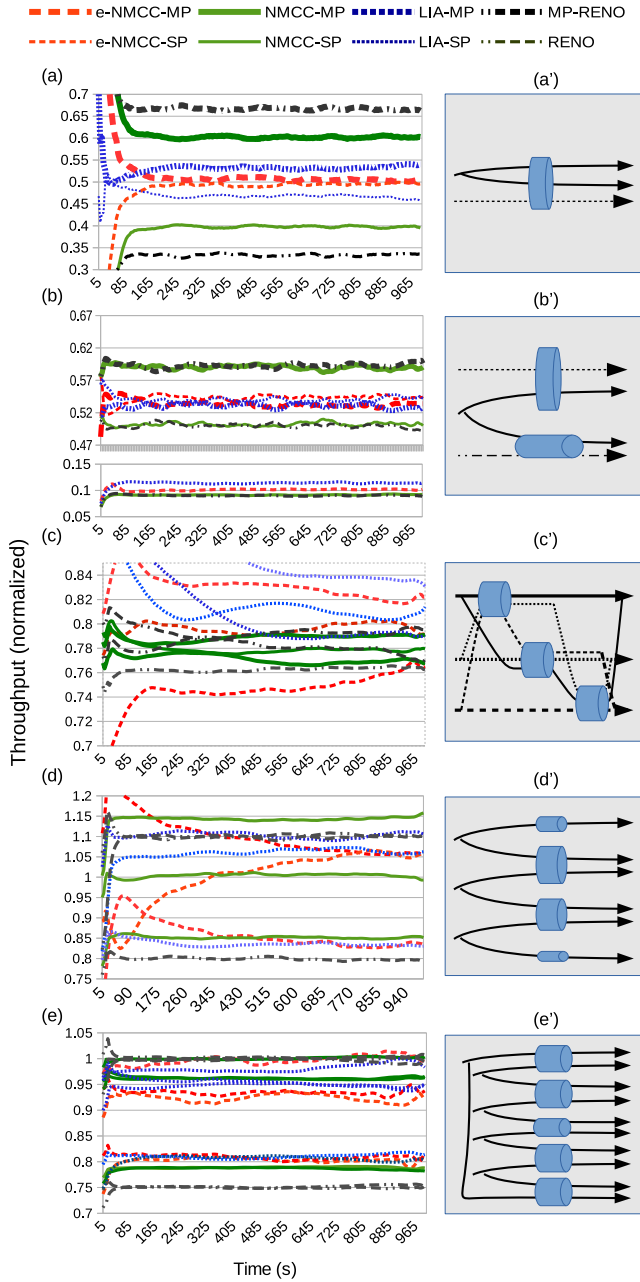 e-NMCC-MP NMCC-MP LIA-MP MP-RENO
e-NMCC-SP NMCC-SP LIA-SP RENO
Throughput (normalized)
(a)
0.7
0.65
0.6
0.55
0.5
0.45
0.4
0.35
0.3
5 85 165 245 325 405 485 565 645 725 805 885 965
(a')
(b)
0.67
0.62
0.57
0.52
0.47
0.15
0.1
0.05
5 85 165 245 325 405 485 565 645 725 805 885 965
(b')
(c)
0.84
0.82
0.8
0.78
0.76
0.74
0.72
0.7
5 85 165 245 325 405 485 565 645 725 805 885 965
(c')
(d)
1.2
1.15
1.1
1.05
1
0.95
0.9
0.85
0.8
0.75
5 90 175 260 345 430 515 600 685 770 855 940
(d')
(e)
1.05
1
0.95
0.9
0.85
0.8
0.75
0.7
5 85 165 245 325 405 485 565 645 725 805 885 965
(e')
Time (s)